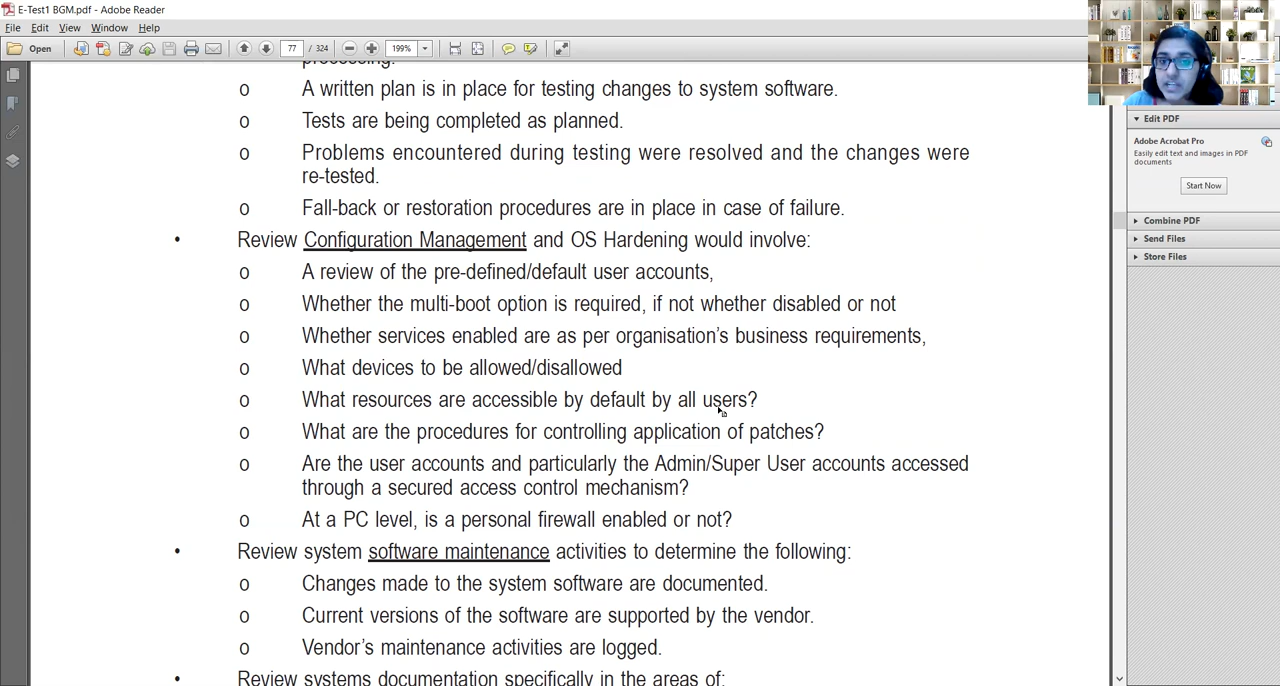 E-Test1 BGM.pdf - Adobe Reader
File Edit View Window Help
Open 77 / 324 199%
processing.
o A written plan is in place for testing changes to system software.
o Tests are being completed as planned.
o Problems encountered during testing were resolved and the changes were
re-tested.
o Fall-back or restoration procedures are in place in case of failure.
• Review Configuration Management and OS Hardening would involve:
o A review of the pre-defined/default user accounts,
o Whether the multi-boot option is required, if not whether disabled or not
o Whether services enabled are as per organisation's business requirements,
o What devices to be allowed/disallowed
o What resources are accessible by default by all users?
o What are the procedures for controlling application of patches?
o Are the user accounts and particularly the Admin/Super User accounts accessed
through a secured access control mechanism?
o At a PC level, is a personal firewall enabled or not?
• Review system software maintenance activities to determine the following:
o Changes made to the system software are documented.
o Current versions of the software are supported by the vendor.
o Vendor's maintenance activities are logged.
• Review systems documentation specifically in the areas of:
Edit PDF
Adobe Acrobat Pro
Easily edit text and images in PDF
documents
Start Now
Combine PDF
Send Files
Store Files